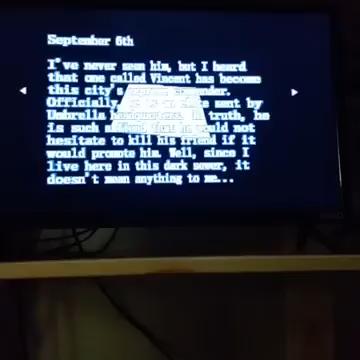 September 6th
I've never seen him, but I heard
that one called Vincent has become
this city's
Officially, sent by
Umbrella truth, he
is such not
hesitate to kill his friend if it
would promote him. Well, since I
live here in this dark sewer, it
doesn't mean anything to me...